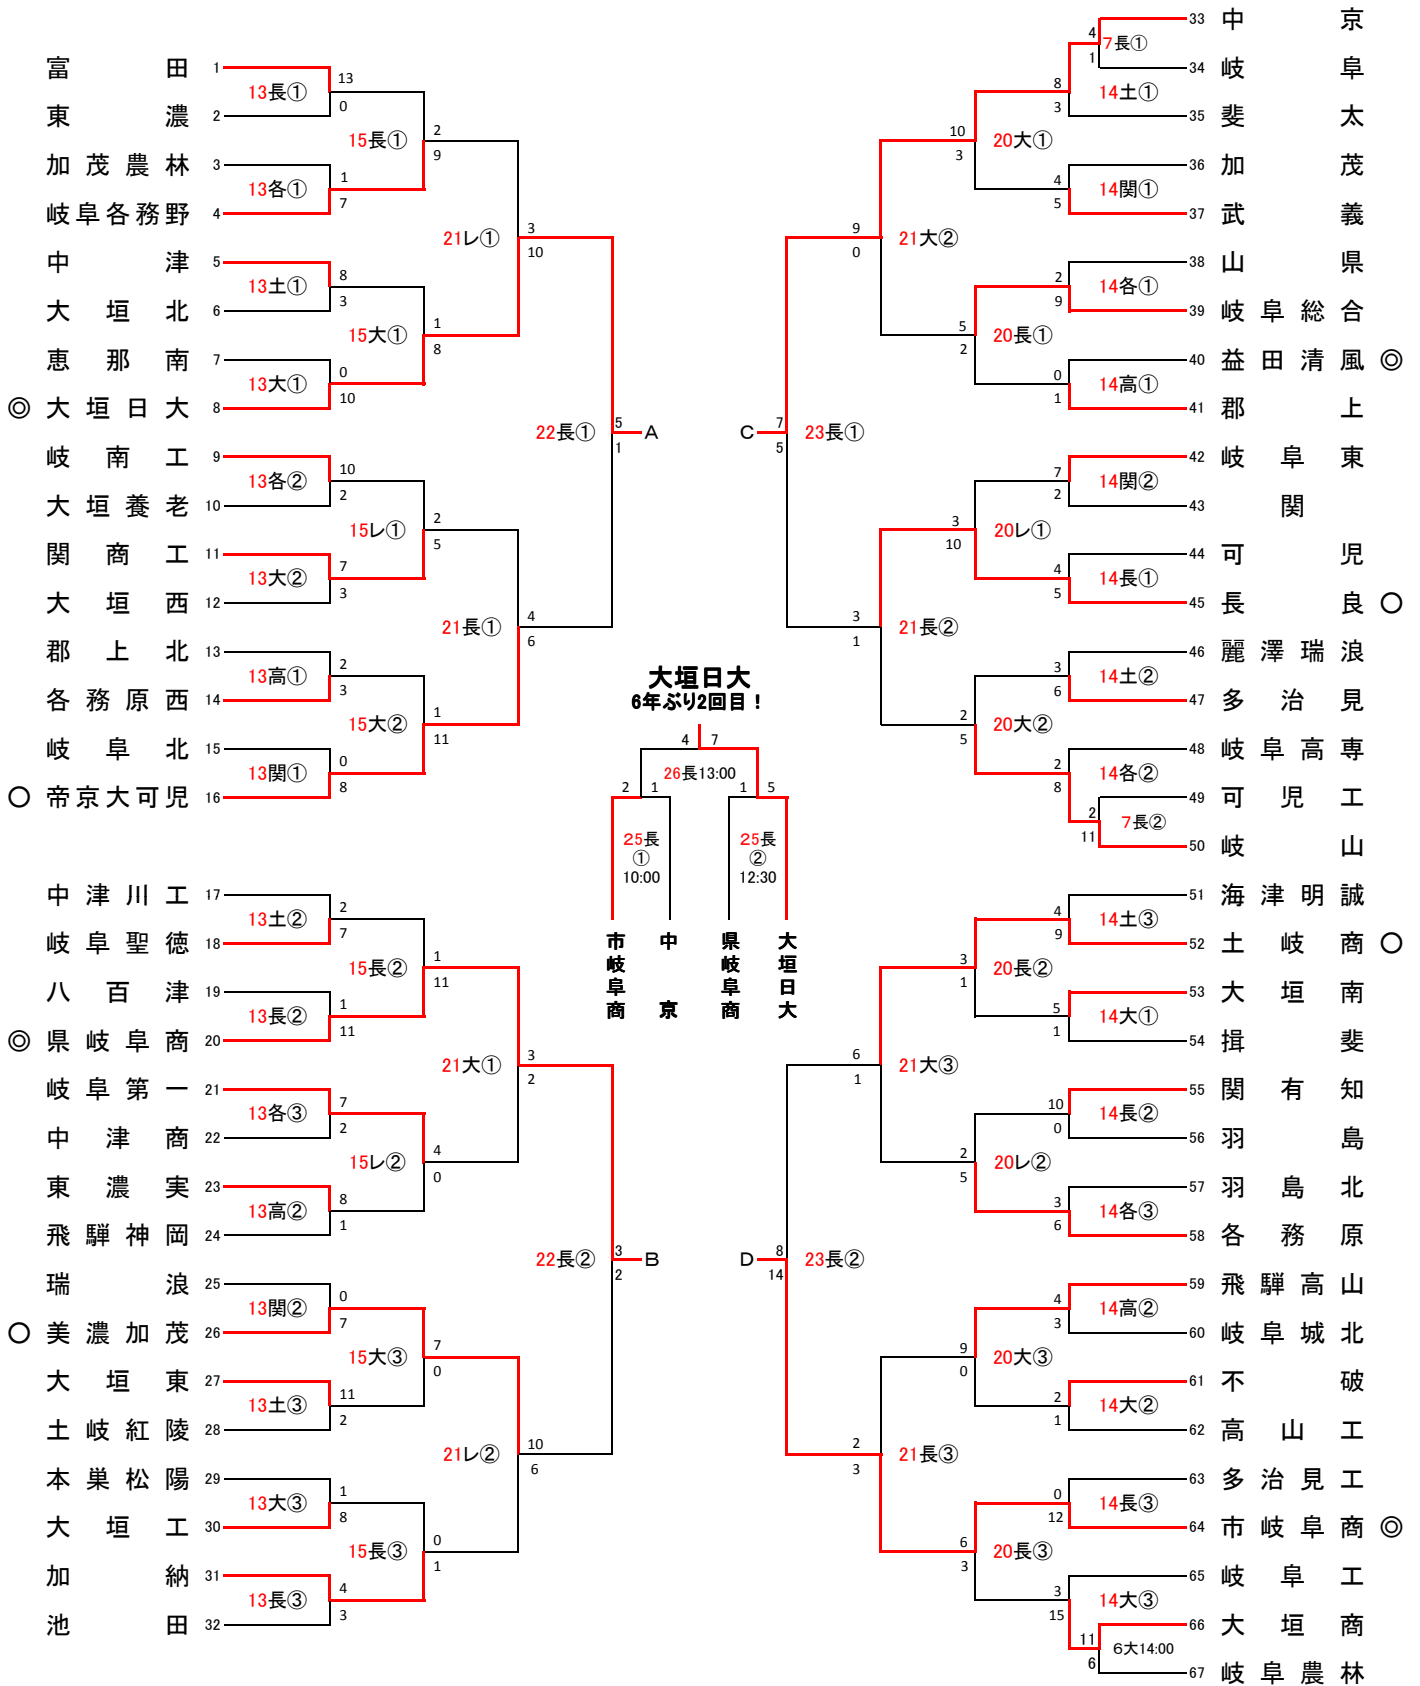 富田 1
13長① 13 0
東濃 2
15長① 2 9
加茂農林 3
13各① 1 7
岐阜各務野 4
21レ① 3 10
中津 5
13土① 8 3
大垣北 6
15大① 1 8
恵那南 7
13大① 0 10
◎ 大垣日大 8
22長① 5 1 A
岐南工 9
13各② 10 2
大垣養老 10
15レ① 2 5
関商工 11
13大② 7 3
大垣西 12
21長① 4 6
郡上北 13
13高① 2 3
各務原西 14
15大② 1 11
岐阜北 15
13関① 0 8
○ 帝京大可児 16
中津川工 17
13土② 2 7
岐阜聖徳 18
15長② 1 11
八百津 19
13長② 1 11
◎ 県岐阜商 20
21大① 3 2
岐阜第一 21
13各③ 7 2
中津商 22
15レ② 4 0
東濃実 23
13高② 8 1
飛騨神岡 24
22長② 3 2 B
瑞浪 25
13関② 0 7
○ 美濃加茂 26
15大③ 7 0
大垣東 27
13土③ 11 2
土岐紅陵 28
21レ② 10 6
本巣松陽 29
13大③ 1 8
大垣工 30
15長③ 0 1
加納 31
13長③ 4 3
池田 32
大垣日大
6年ぶり2回目！
4 7
26長13:00
2 1 1 5
25長 ① 10:00
25長 ② 12:30
市岐阜商
中京
県岐阜商
大垣日大
33 中京
4 1 7長①
34 岐阜
8 3 14土①
35 斐太
10 3 20大①
36 加茂
4 5 14関①
37 武義
9 0 21大②
38 山県
2 9 14各①
39 岐阜総合
5 2 20長①
40 益田清風 ◎
0 1 14高①
41 郡上
C 7 5 23長①
42 岐阜東
7 2 14関②
43 関
3 10 20レ①
44 可児
4 5 14長①
45 長良 ○
3 1 21長②
46 麗澤瑞浪
3 6 14土②
47 多治見
2 5 20大②
48 岐阜高専
2 8 14各②
49 可児工
2 11 7長②
50 岐山
51 海津明誠
4 9 14土③
52 土岐商 ○
3 1 20長②
53 大垣南
5 1 14大①
54 揖斐
6 1 21大③
55 関有知
10 0 14長②
56 羽島
2 5 20レ②
57 羽島北
3 6 14各③
58 各務原
D 8 14 23長②
59 飛騨高山
4 3 14高②
60 岐阜城北
9 0 20大③
61 不破
2 1 14大②
62 高山工
2 3 21長③
63 多治見工
0 12 14長③
64 市岐阜商 ◎
6 3 20長③
65 岐阜工
3 15 14大③
66 大垣商
11 6 6大14:00
67 岐阜農林